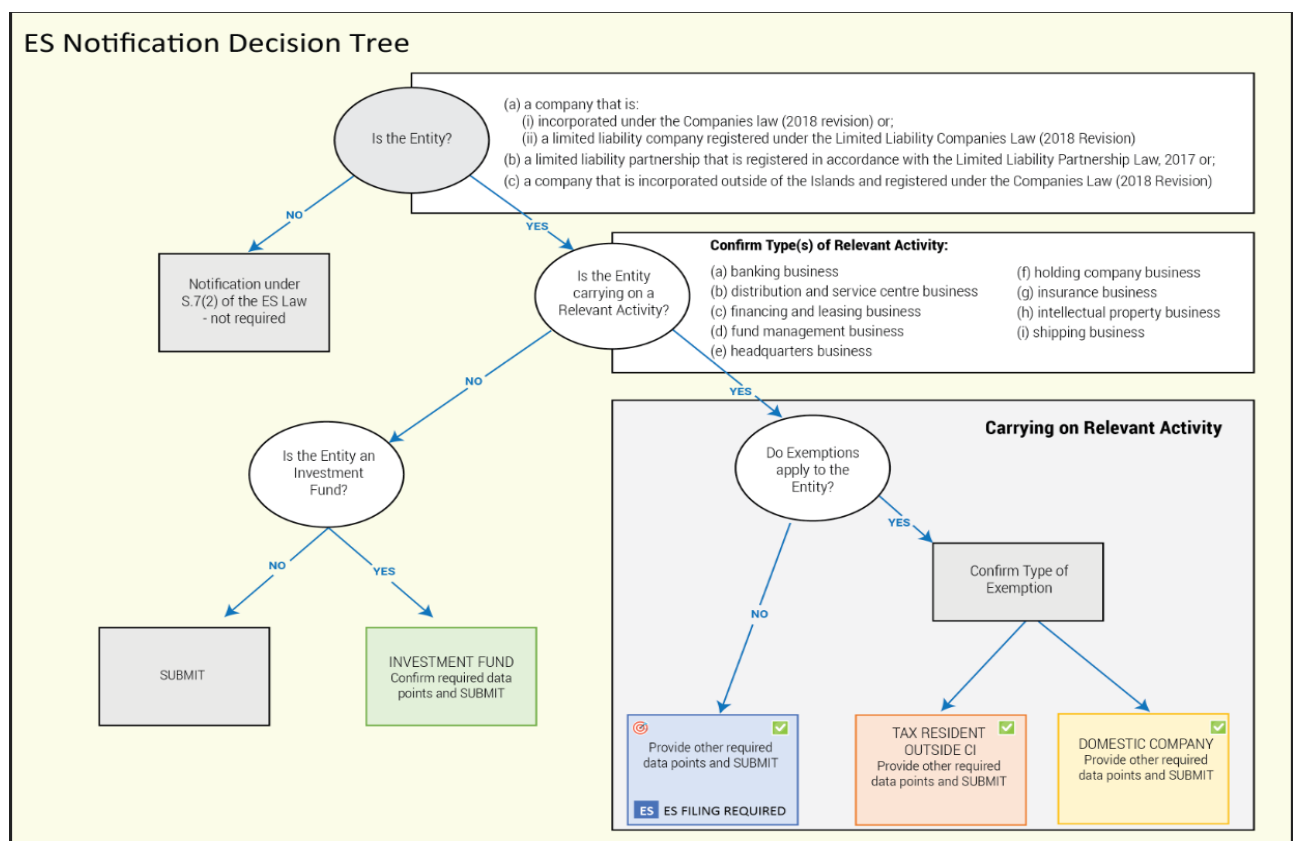 ES Notification Decision Tree
Is the Entity?
(a) a company that is:
(i) incorporated under the Companies law (2018 revision) or;
(ii) a limited liability company registered under the Limited Liability Companies Law (2018 Revision)
(b) a limited liability partnership that is registered in accordance with the Limited Liability Partnership Law, 2017 or;
(c) a company that is incorporated outside of the Islands and registered under the Companies Law (2018 Revision)
NO
YES
Notification under
S.7(2) of the ES Law
- not required
Is the Entity
carrying on a
Relevant Activity?
Confirm Type(s) of Relevant Activity:
(a) banking business
(b) distribution and service centre business
(c) financing and leasing business
(d) fund management business
(e) headquarters business
(f) holding company business
(g) insurance business
(h) intellectual property business
(i) shipping business
NO
YES
Is the Entity an
Investment
Fund?
Carrying on Relevant Activity
Do Exemptions
apply to the
Entity?
NO
YES
NO
YES
Confirm Type of
Exemption
SUBMIT
INVESTMENT FUND
Confirm required data
points and SUBMIT
Provide other required
data points and SUBMIT
ES ES FILING REQUIRED
TAX RESIDENT
OUTSIDE CI
Provide other required
data points and SUBMIT
DOMESTIC COMPANY
Provide other required
data points and SUBMIT